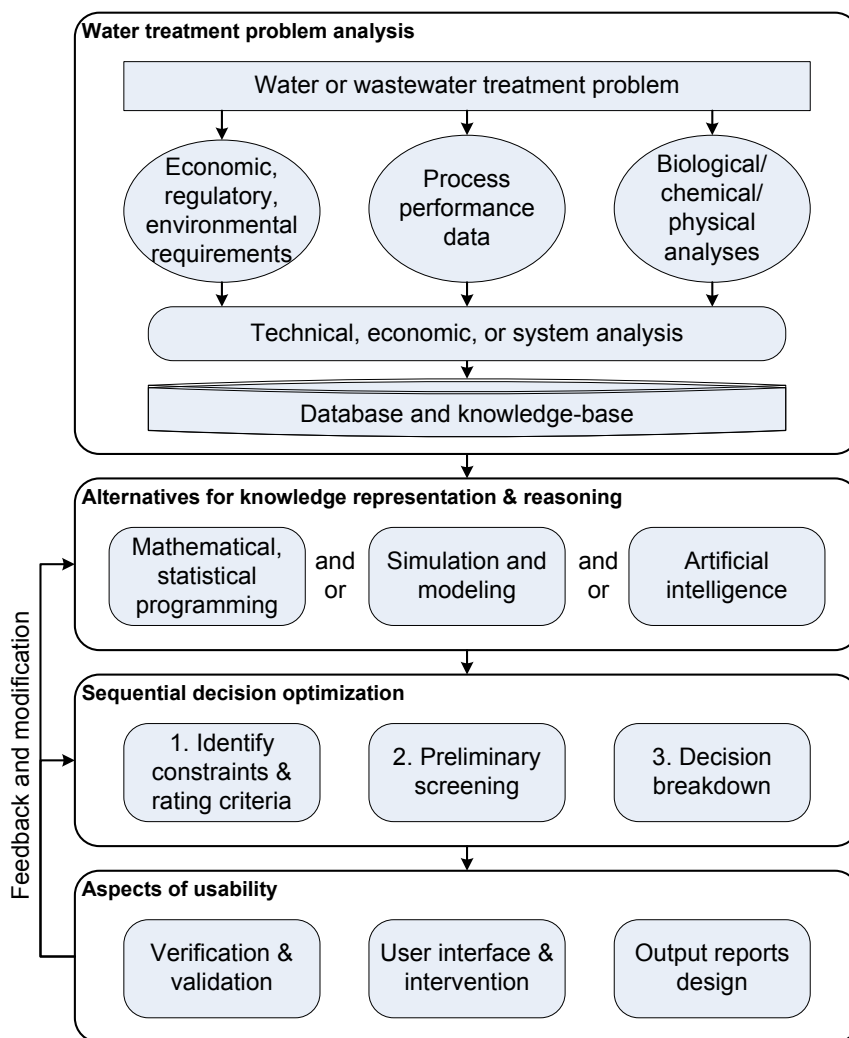 Water treatment problem analysis
Water or wastewater treatment problem
Economic,
regulatory,
environmental
requirements
Process
performance
data
Biological/
chemical/
physical
analyses
Technical, economic, or system analysis
Database and knowledge-base
Alternatives for knowledge representation & reasoning
Mathematical,
statistical
programming
and
or
Simulation and
modeling
and
or
Artificial
intelligence
Feedback and modification
Sequential decision optimization
1. Identify
constraints &
rating criteria
2. Preliminary
screening
3. Decision
breakdown
Aspects of usability
Verification &
validation
User interface &
intervention
Output reports
design